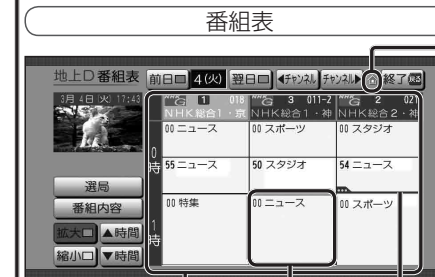 番組表
地上D 番組表 前日 4(火) 翌日 ◀チャンネル チャンネル▶ 終了 戻る
3月 4日(火) 17:43
1 018 3 011-2 2 021
NHK総合1・京 NHK総合1・神 NHK総合2・神
0時
00 ニュース 00 スポーツ 00 スタジオ
55 ニュース 50 スタジオ 54 ニュース
選局
番組内容
拡大 ▲時間
縮小 ▼時間
1時
00 特集 00 ニュース 00 スポーツ